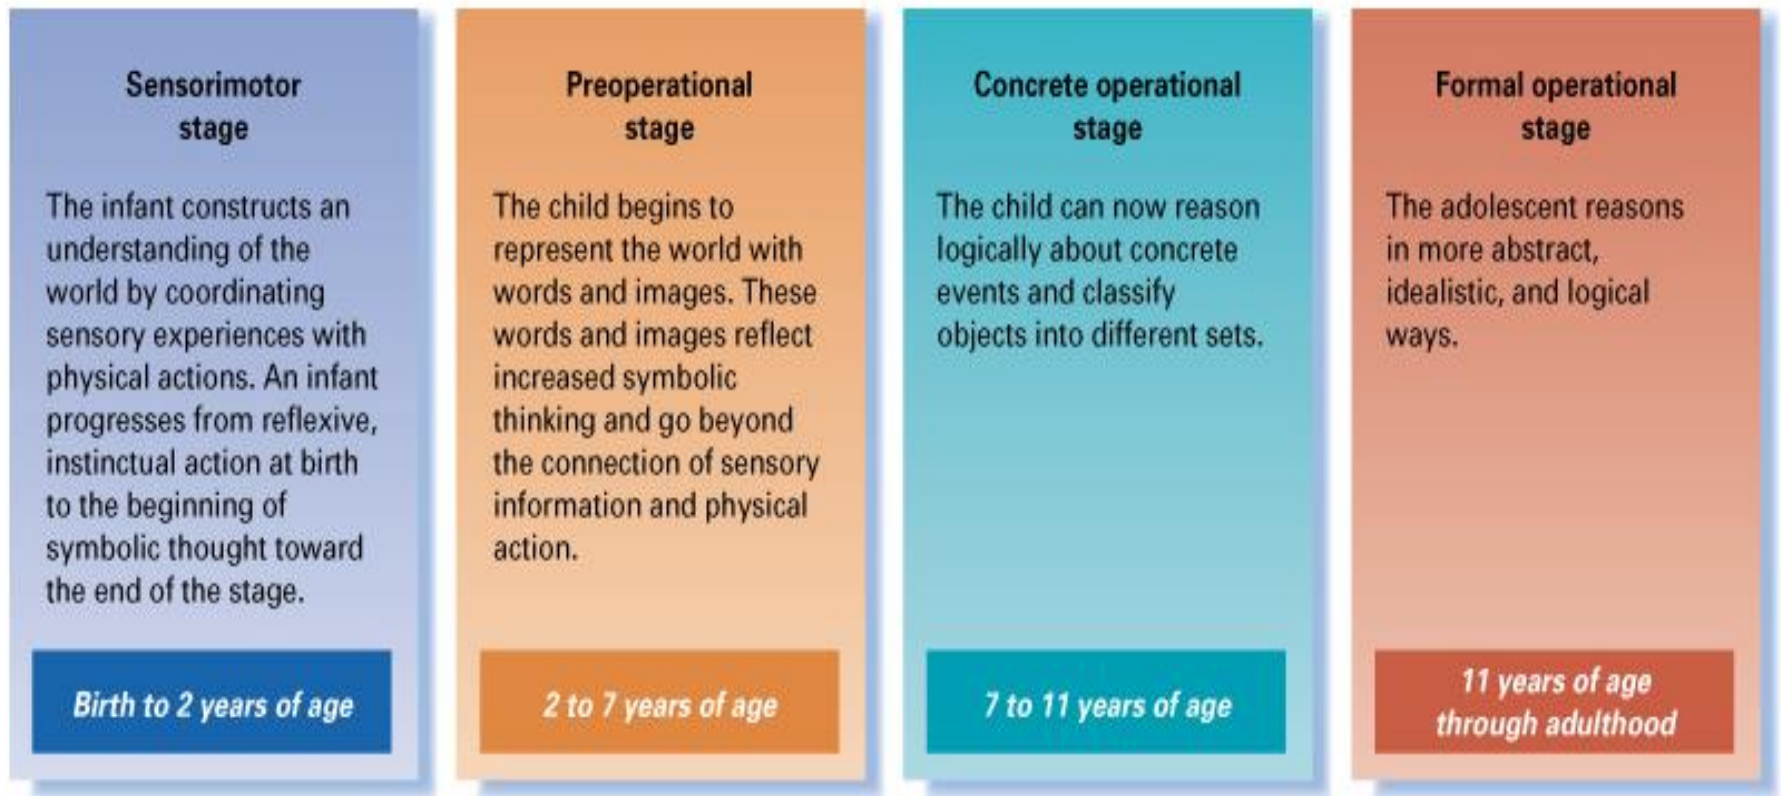 Sensorimotor
stage
The infant constructs an
understanding of the
world by coordinating
sensory experiences with
physical actions. An infant
progresses from reflexive,
instinctual action at birth
to the beginning of
symbolic thought toward
the end of the stage.
Birth to 2 years of age
Preoperational
stage
The child begins to
represent the world with
words and images. These
words and images reflect
increased symbolic
thinking and go beyond
the connection of sensory
information and physical
action.
2 to 7 years of age
Concrete operational
stage
The child can now reason
logically about concrete
events and classify
objects into different sets.
7 to 11 years of age
Formal operational
stage
The adolescent reasons
in more abstract,
idealistic, and logical
ways.
11 years of age
through adulthood